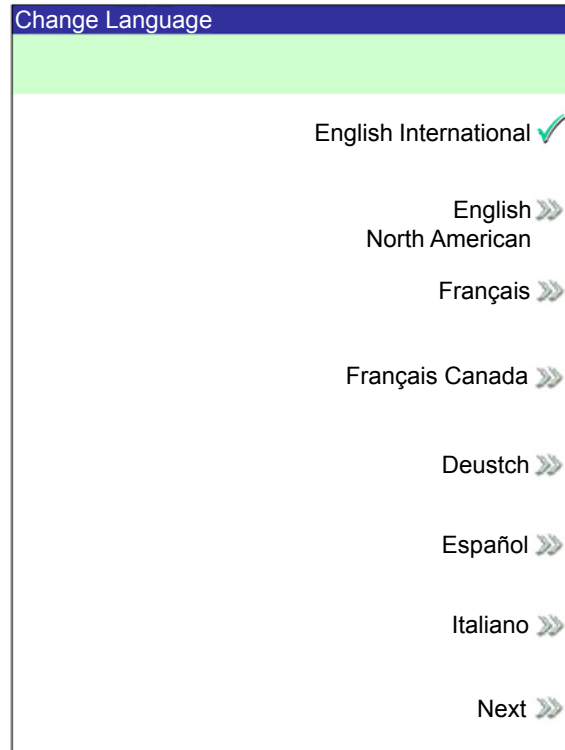 Change Language
English International
English
North American
Français
Français Canada
Deustch
Español
Italiano
Next